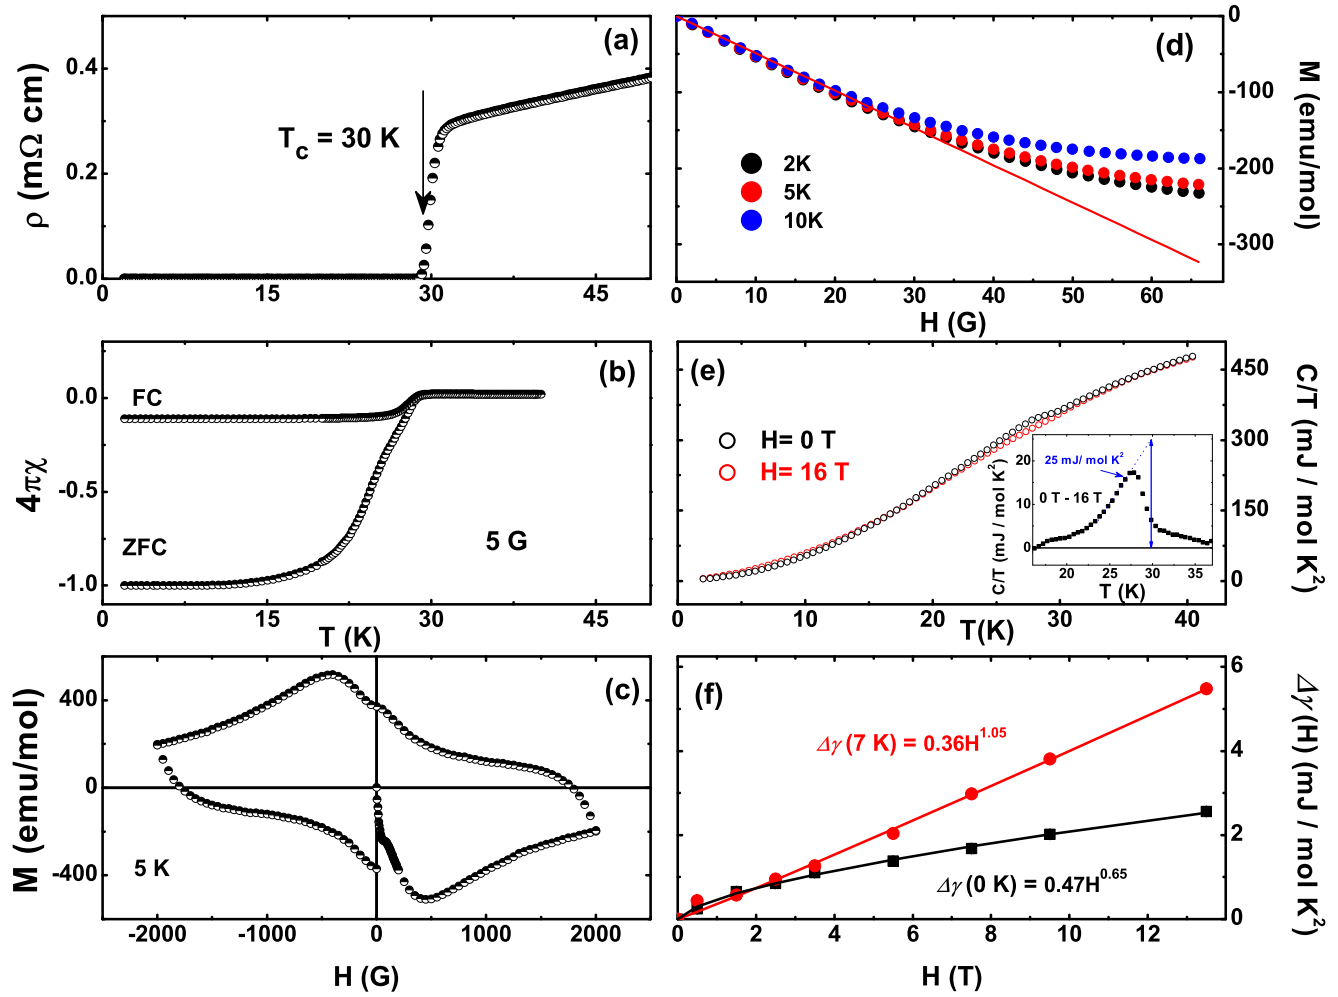 (a)
ρ (mΩ cm)
0.4
0.2
0.0
T_c = 30 K
0 15 30 45
(b)
4πχ
0.0
-0.5
-1.0
FC
ZFC
5 G
0 15 30 45
T (K)
(c)
M (emu/mol)
400
0
-400
5 K
-2000 -1000 0 1000 2000
H (G)
(d)
M (emu/mol)
0
-100
-200
-300
2K
5K
10K
0 10 20 30 40 50 60
H (G)
(e)
C/T (mJ / mol K²)
450
300
150
0
H= 0 T
H= 16 T
C/T (mJ / mol K²)
20
10
0
25 mJ/ mol K²
0 T - 16 T
20 25 30 35
T (K)
0 10 20 30 40
T(K)
(f)
Δγ(H) (mJ / mol K²)
6
4
2
0
Δγ (7 K) = 0.36H^1.05
Δγ (0 K) = 0.47H^0.65
0 2 4 6 8 10 12
H (T)